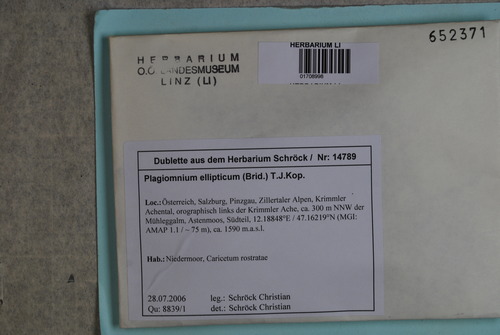 HERBARIUM
O.Ö. LANDESMUSEUM
LINZ (LI)
HERBARIUM LI
01708998
652371
Dublette aus dem Herbarium Schröck / Nr: 14789
Plagiomnium ellipticum (Brid.) T.J.Kop.
Loc.:Österreich, Salzburg, Pinzgau, Zillertaler Alpen, Krimmler
Achental, orographisch links der Krimmler Ache, ca. 300 m NNW der
Mühleggalm, Astenmoos, Südteil, 12.18848°E / 47.16219°N (MGI:
AMAP 1.1 / ~ 75 m), ca. 1590 m.a.s.l.
Hab.: Niedermoor, Caricetum rostratae
28.07.2006 leg.: Schröck Christian
Qu: 8839/1 det.: Schröck Christian